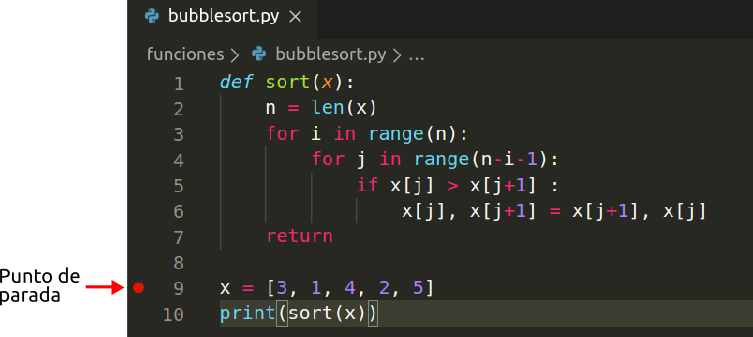 bubblesort.py ×
funciones > bubblesort.py > ...
1 def sort(x):
2 n = len(x)
3 for i in range(n):
4 for j in range(n-i-1):
5 if x[j] > x[j+1] :
6 x[j], x[j+1] = x[j+1], x[j]
7 return
8
Punto de
parada
9 x = [3, 1, 4, 2, 5]
10 print(sort(x))